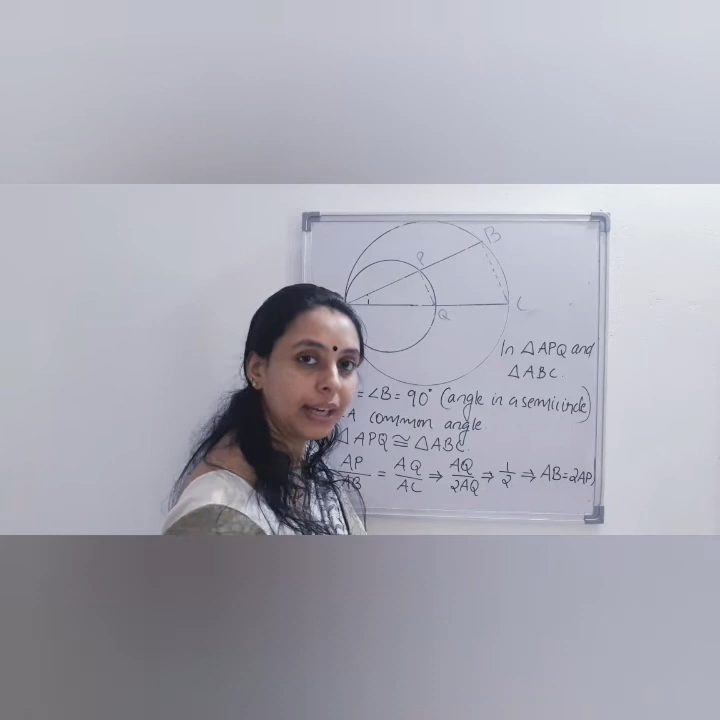 B
P
Q
C
In △APQ and
△ABC.
= ∠B = 90° (angle in a semicircle)
A common angle
△APQ ≅ △ABC.
AP/AB = AQ/AC ⇒ AQ/2AQ ⇒ 1/2 ⇒ AB=2AP/